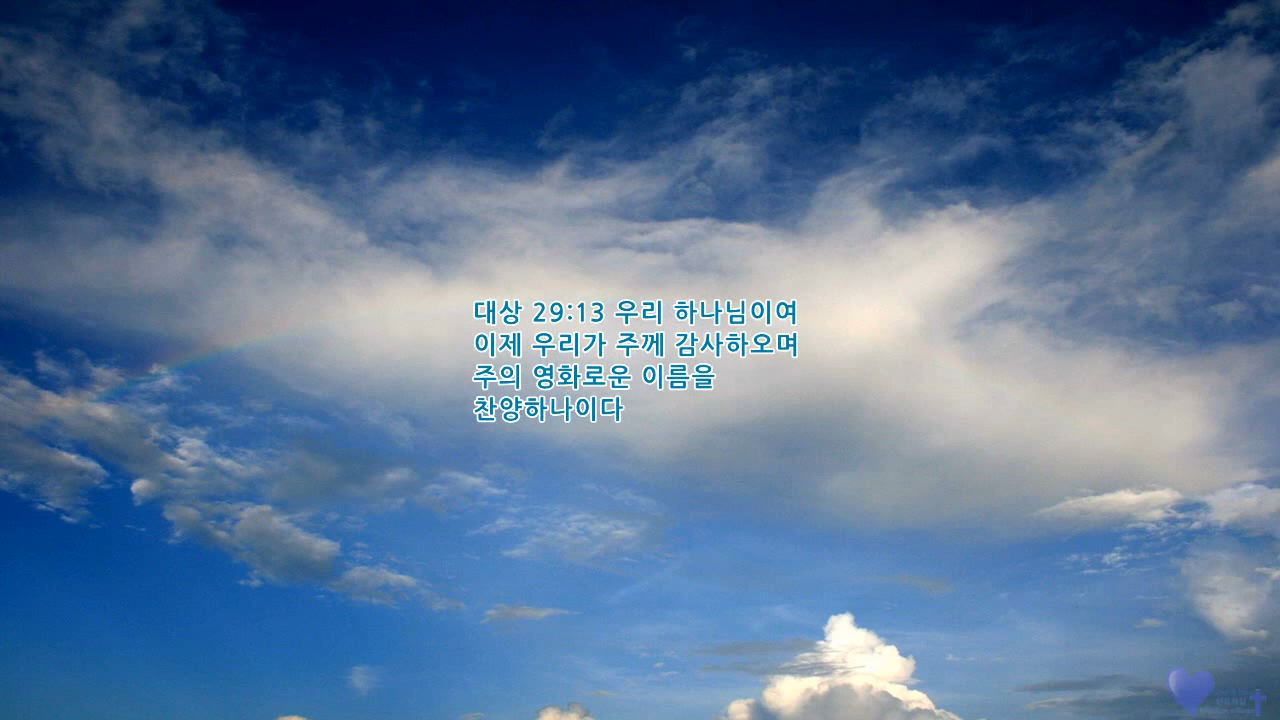 대상 29:13 우리 하나님이여
이제 우리가 주께 감사하오며
주의 영화로운 이름을
찬양하나이다